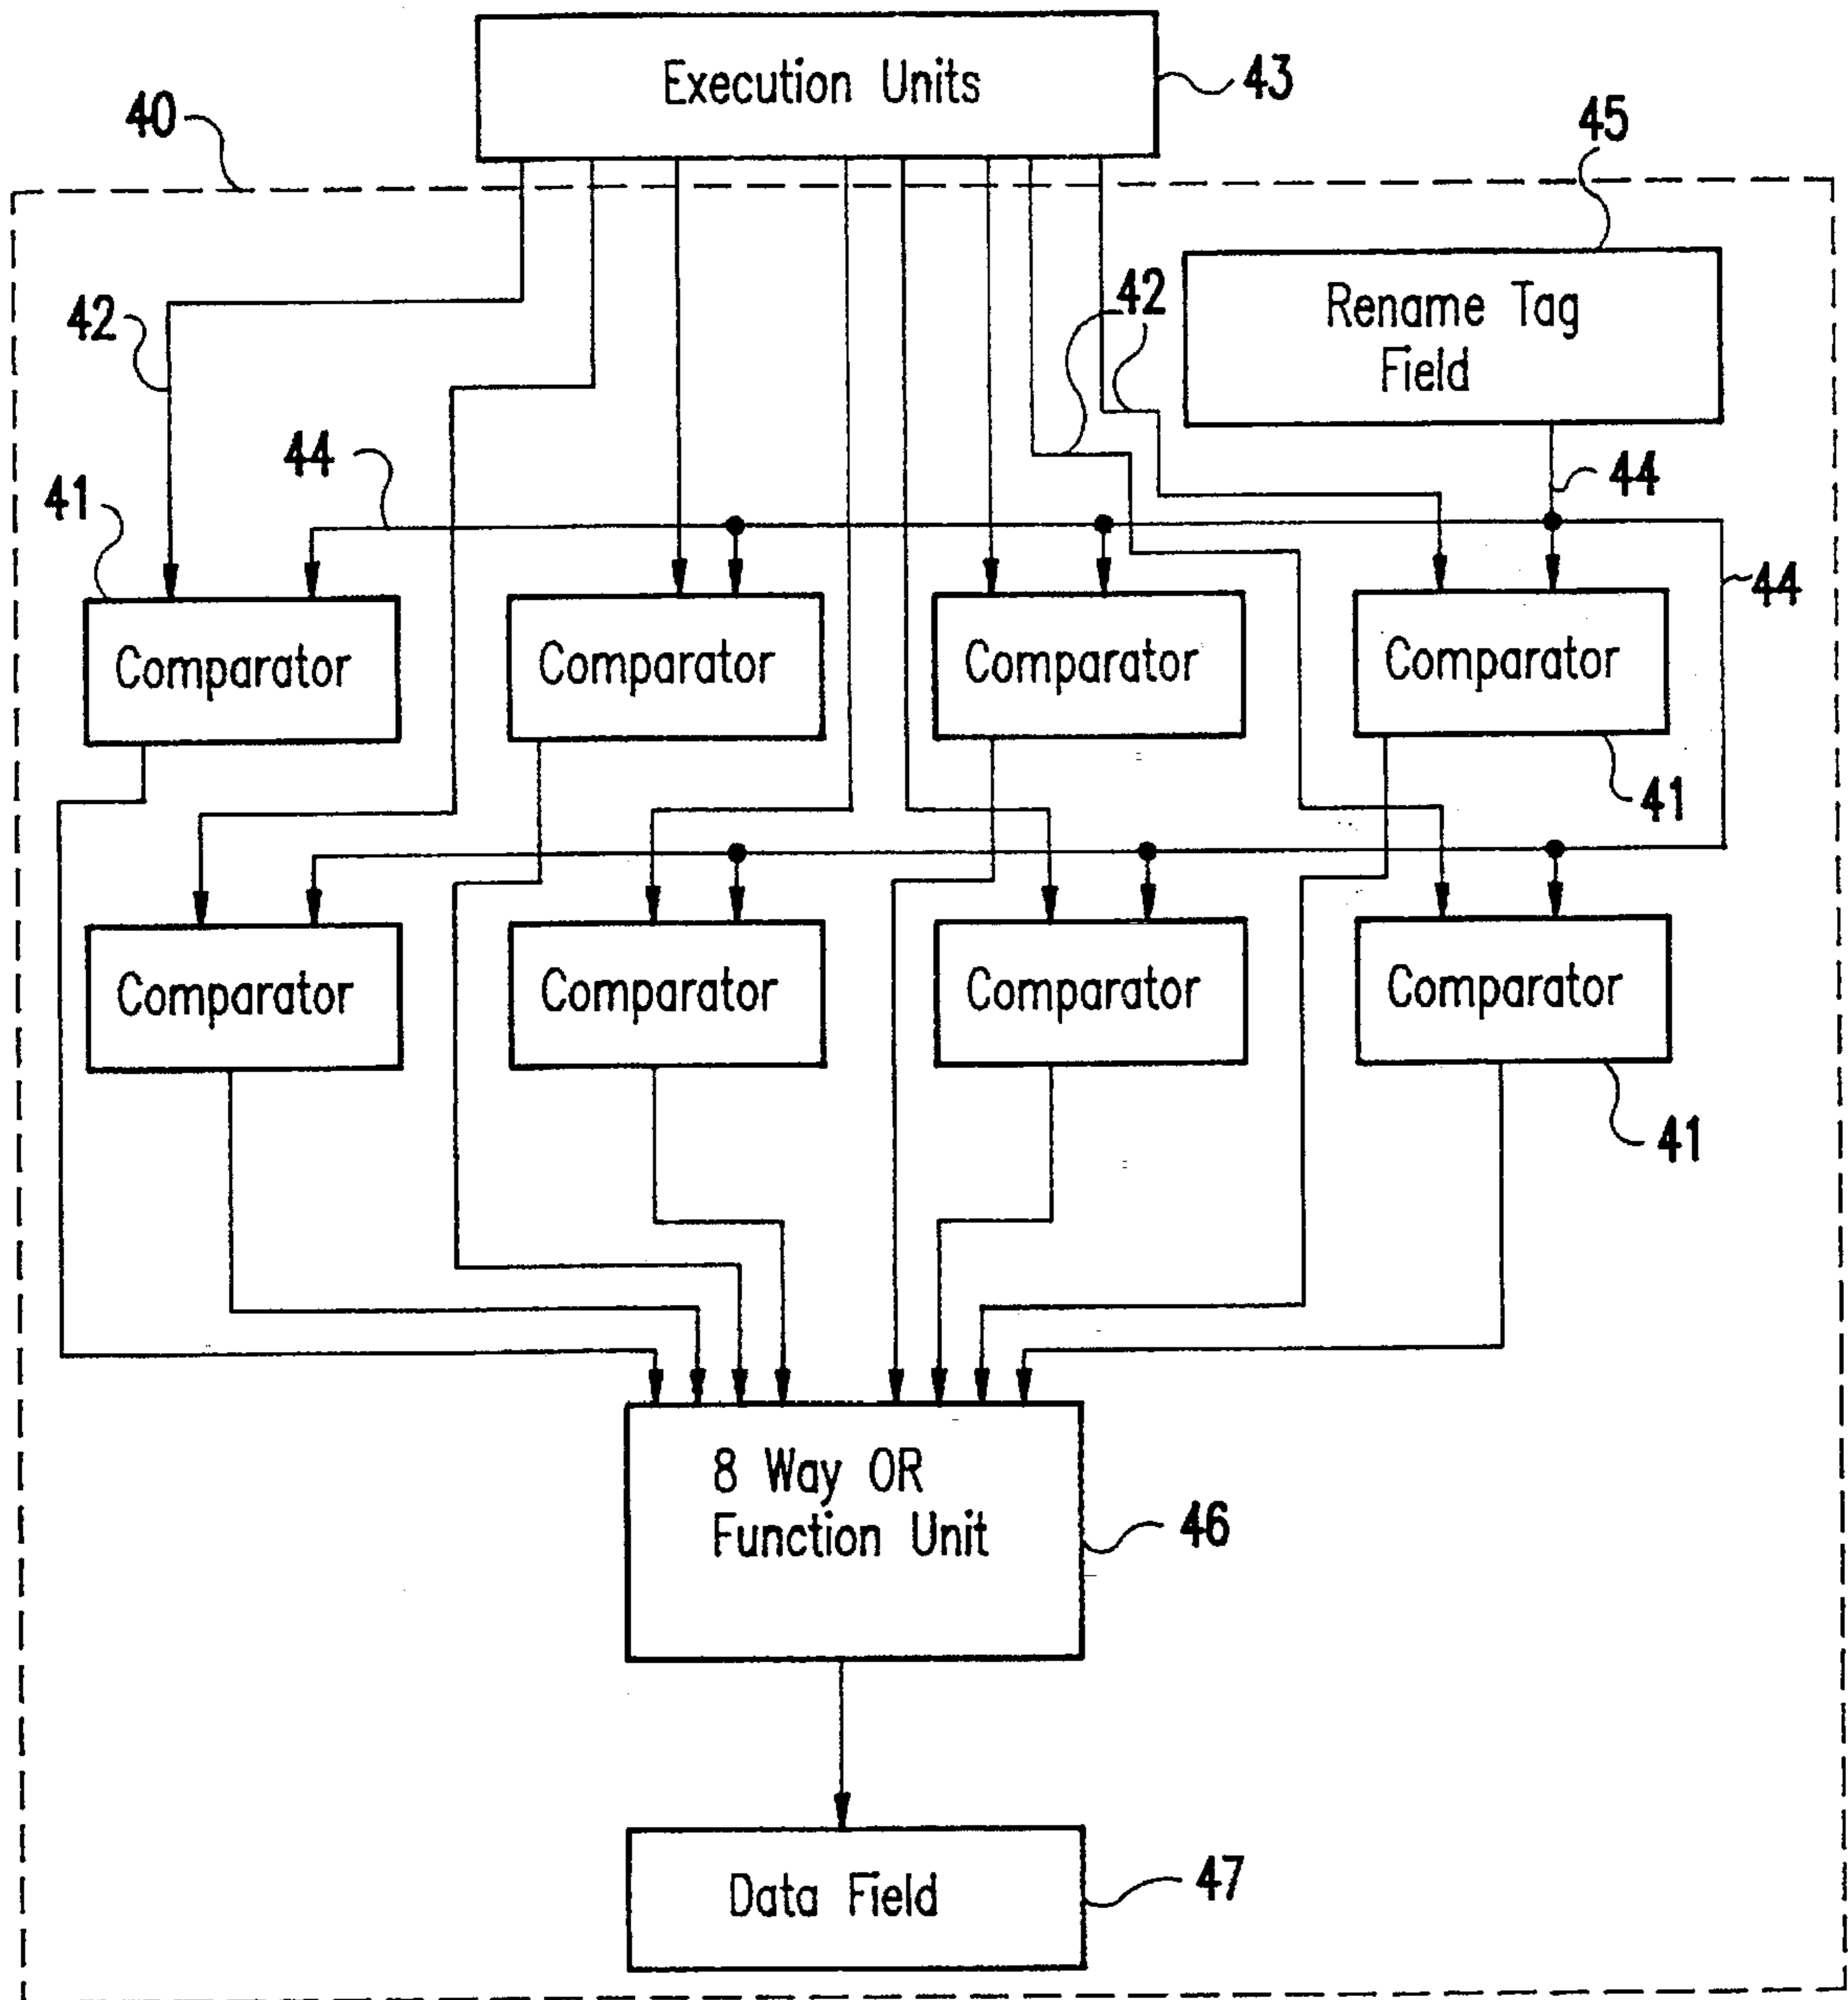 Execution Units
43
40
45
Rename Tag
Field
42
42
44
44
41
44
Comparator
Comparator
Comparator
Comparator
41
Comparator
Comparator
Comparator
Comparator
41
8 Way OR
Function Unit
46
Data Field
47